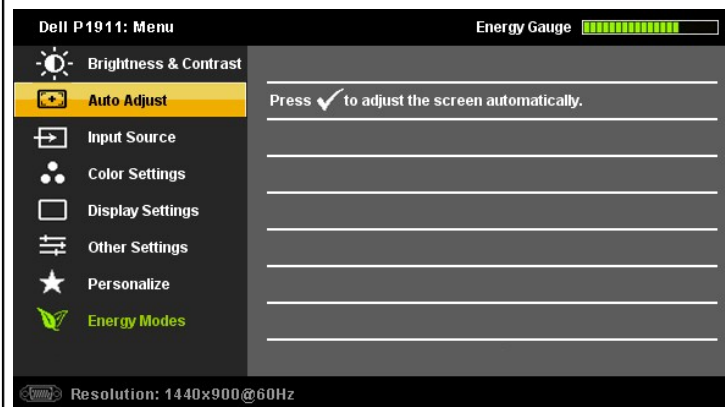 Dell P1911: Menu Energy Gauge
Brightness & Contrast
Auto Adjust Press ✓ to adjust the screen automatically.
Input Source
Color Settings
Display Settings
Other Settings
Personalize
Energy Modes
Resolution: 1440x900@60Hz